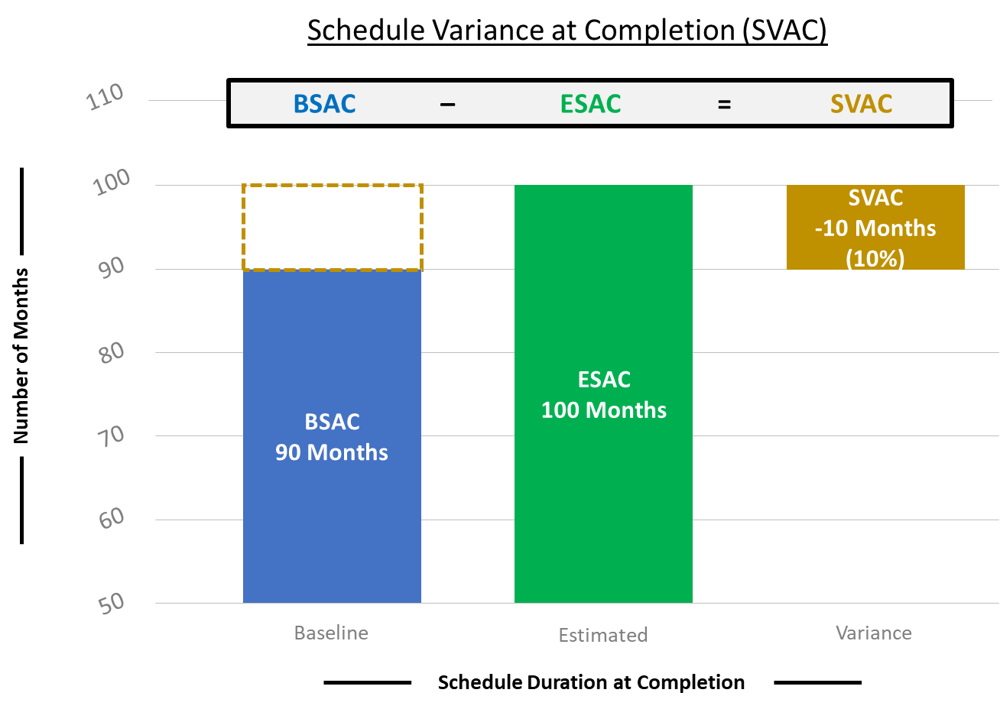 Schedule Variance at Completion (SVAC)
BSAC – ESAC = SVAC
110
100
90
80
70
60
50
Number of Months
BSAC
90 Months
ESAC
100 Months
SVAC
-10 Months
(10%)
Baseline
Estimated
Variance
Schedule Duration at Completion